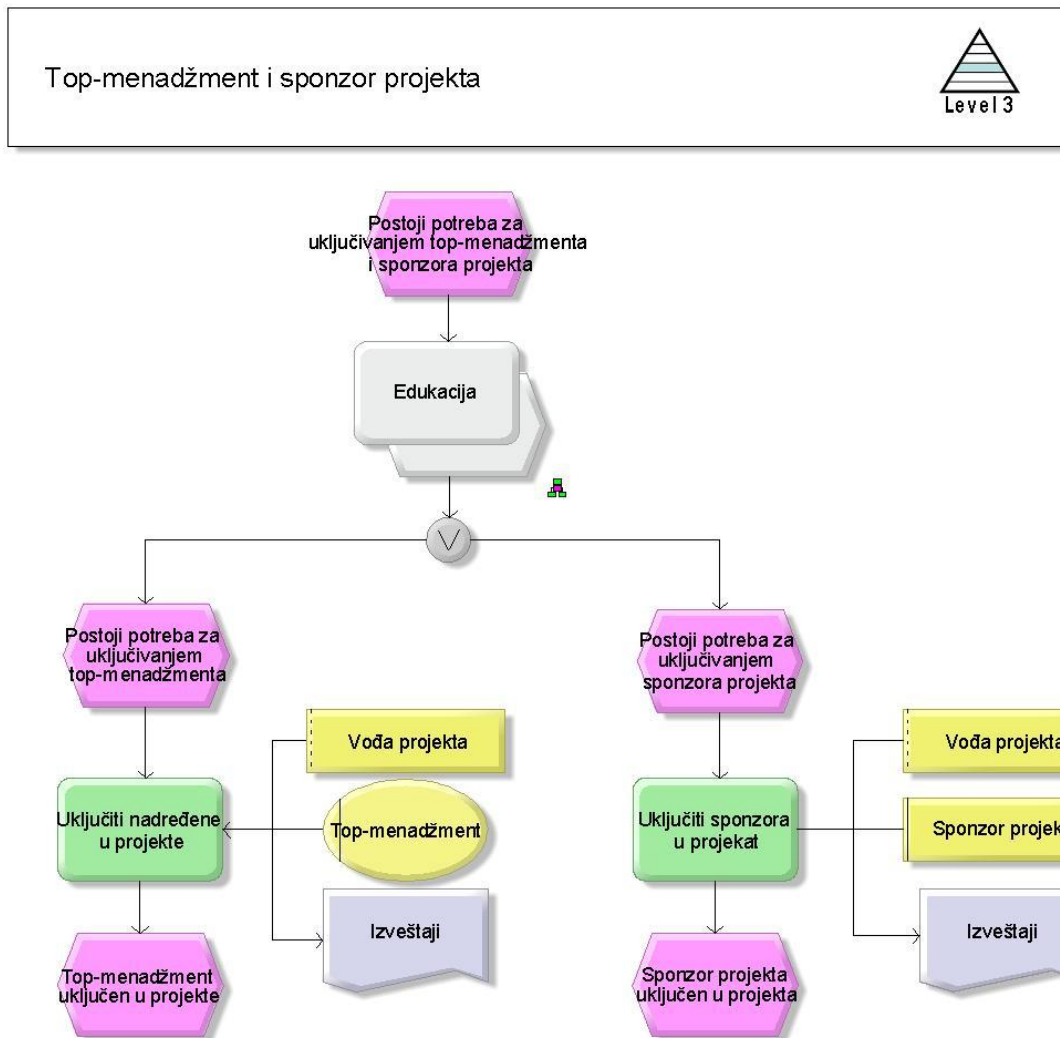 Top-menadžment i sponzor projekta
Level 3
Postoji potreba za
uključivanjem top-menadžmenta
i sponzora projekta
Edukacija
V
Postoji potreba za
uključivanjem
top-menadžmenta
Postoji potreba za
uključivanjem
sponzora projekta
Vođa projekta
Vođa projekta
Uključiti nadređene
u projekte
Top-menadžment
Uključiti sponzora
u projekat
Sponzor projek
Izveštaji
Izveštaji
Top-menadžment
uključen u projekte
Sponzor projekta
uključen u projekta